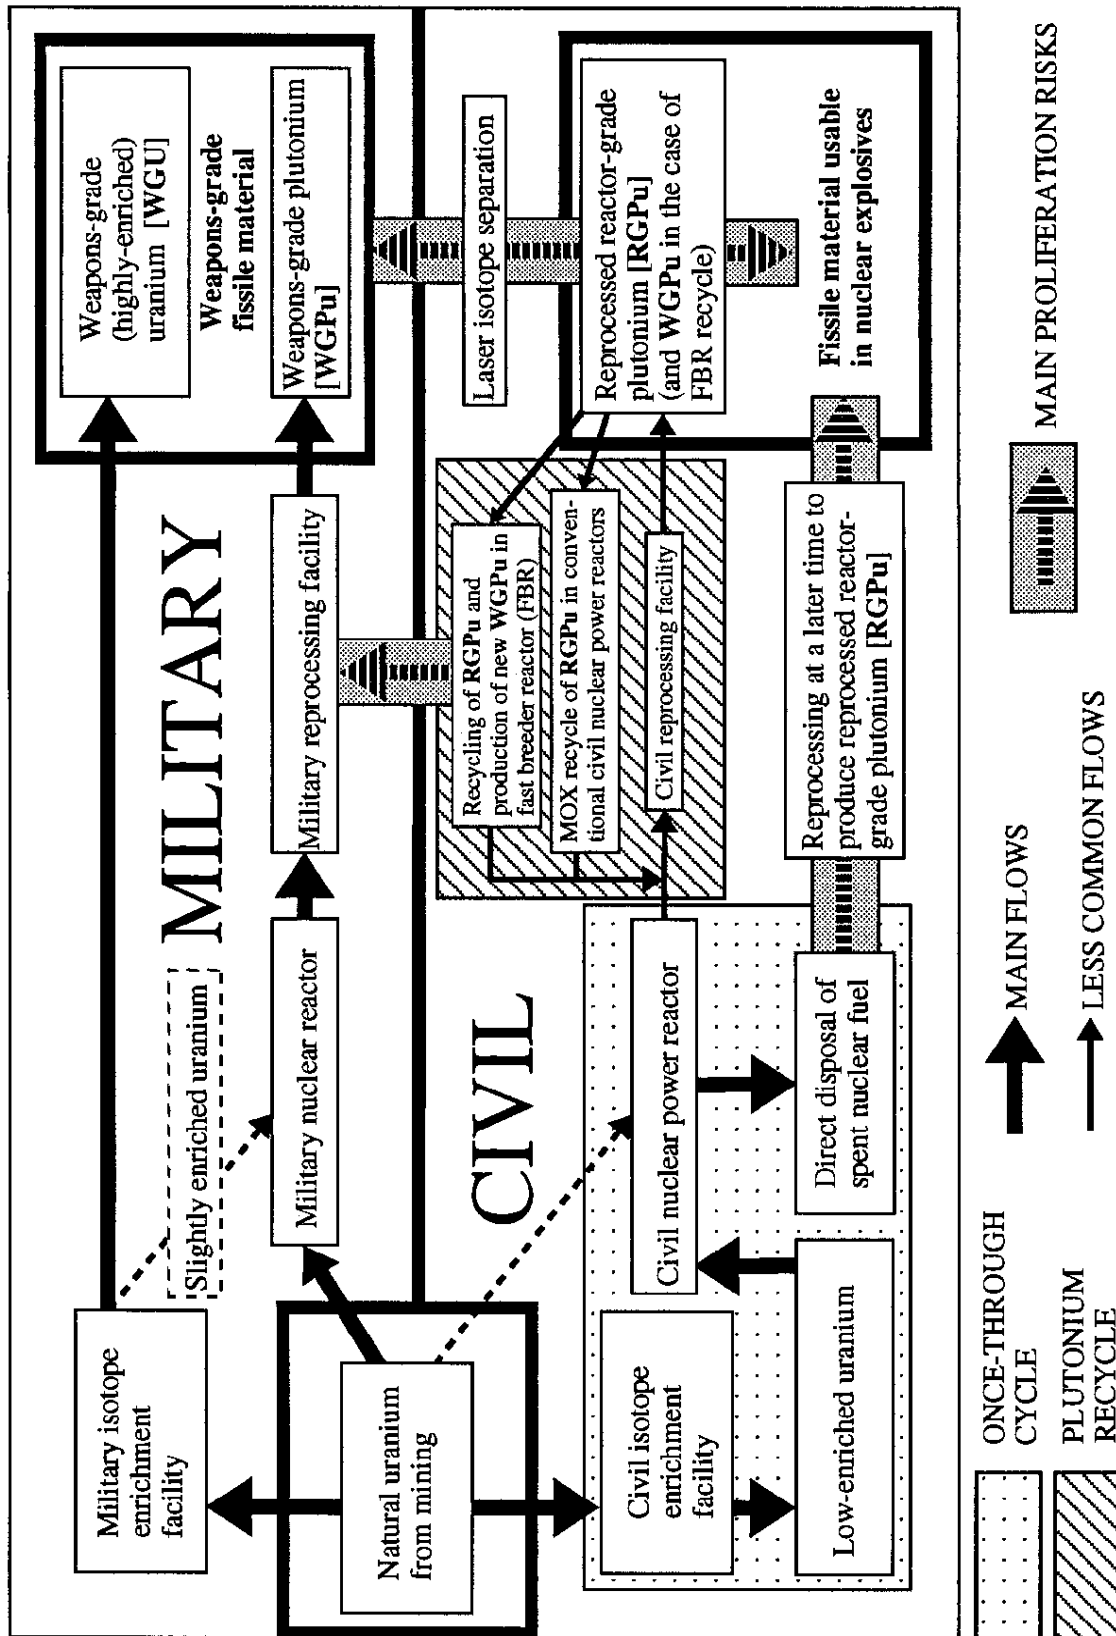 MILITARY
Military isotope
enrichment
facility
Slightly enriched uranium
Weapons-grade
(highly-enriched)
uranium [WGU]
Weapons-grade
fissile material
Natural uranium
from mining
Military nuclear reactor
Military reprocessing facility
Weapons-grade plutonium
[WGPu]
CIVIL
Recycling of RGPu and
production of new WGPu in
fast breeder reactor (FBR)
MOX recycle of RGPu in conven-
tional civil nuclear power reactors
Civil reprocessing facility
Laser isotope separation
Civil isotope
enrichment
facility
Civil nuclear power reactor
Reprocessed reactor-grade
plutonium [RGPu]
(and WGPu in the case of
FBR recycle)
Low-enriched uranium
Direct disposal of
spent nuclear fuel
Reprocessing at a later time to
produce reprocessed reactor-
grade plutonium [RGPu]
Fissile material usable
in nuclear explosives
ONCE-THROUGH
CYCLE
PLUTONIUM
RECYCLE
MAIN FLOWS
LESS COMMON FLOWS
MAIN PROLIFERATION RISKS